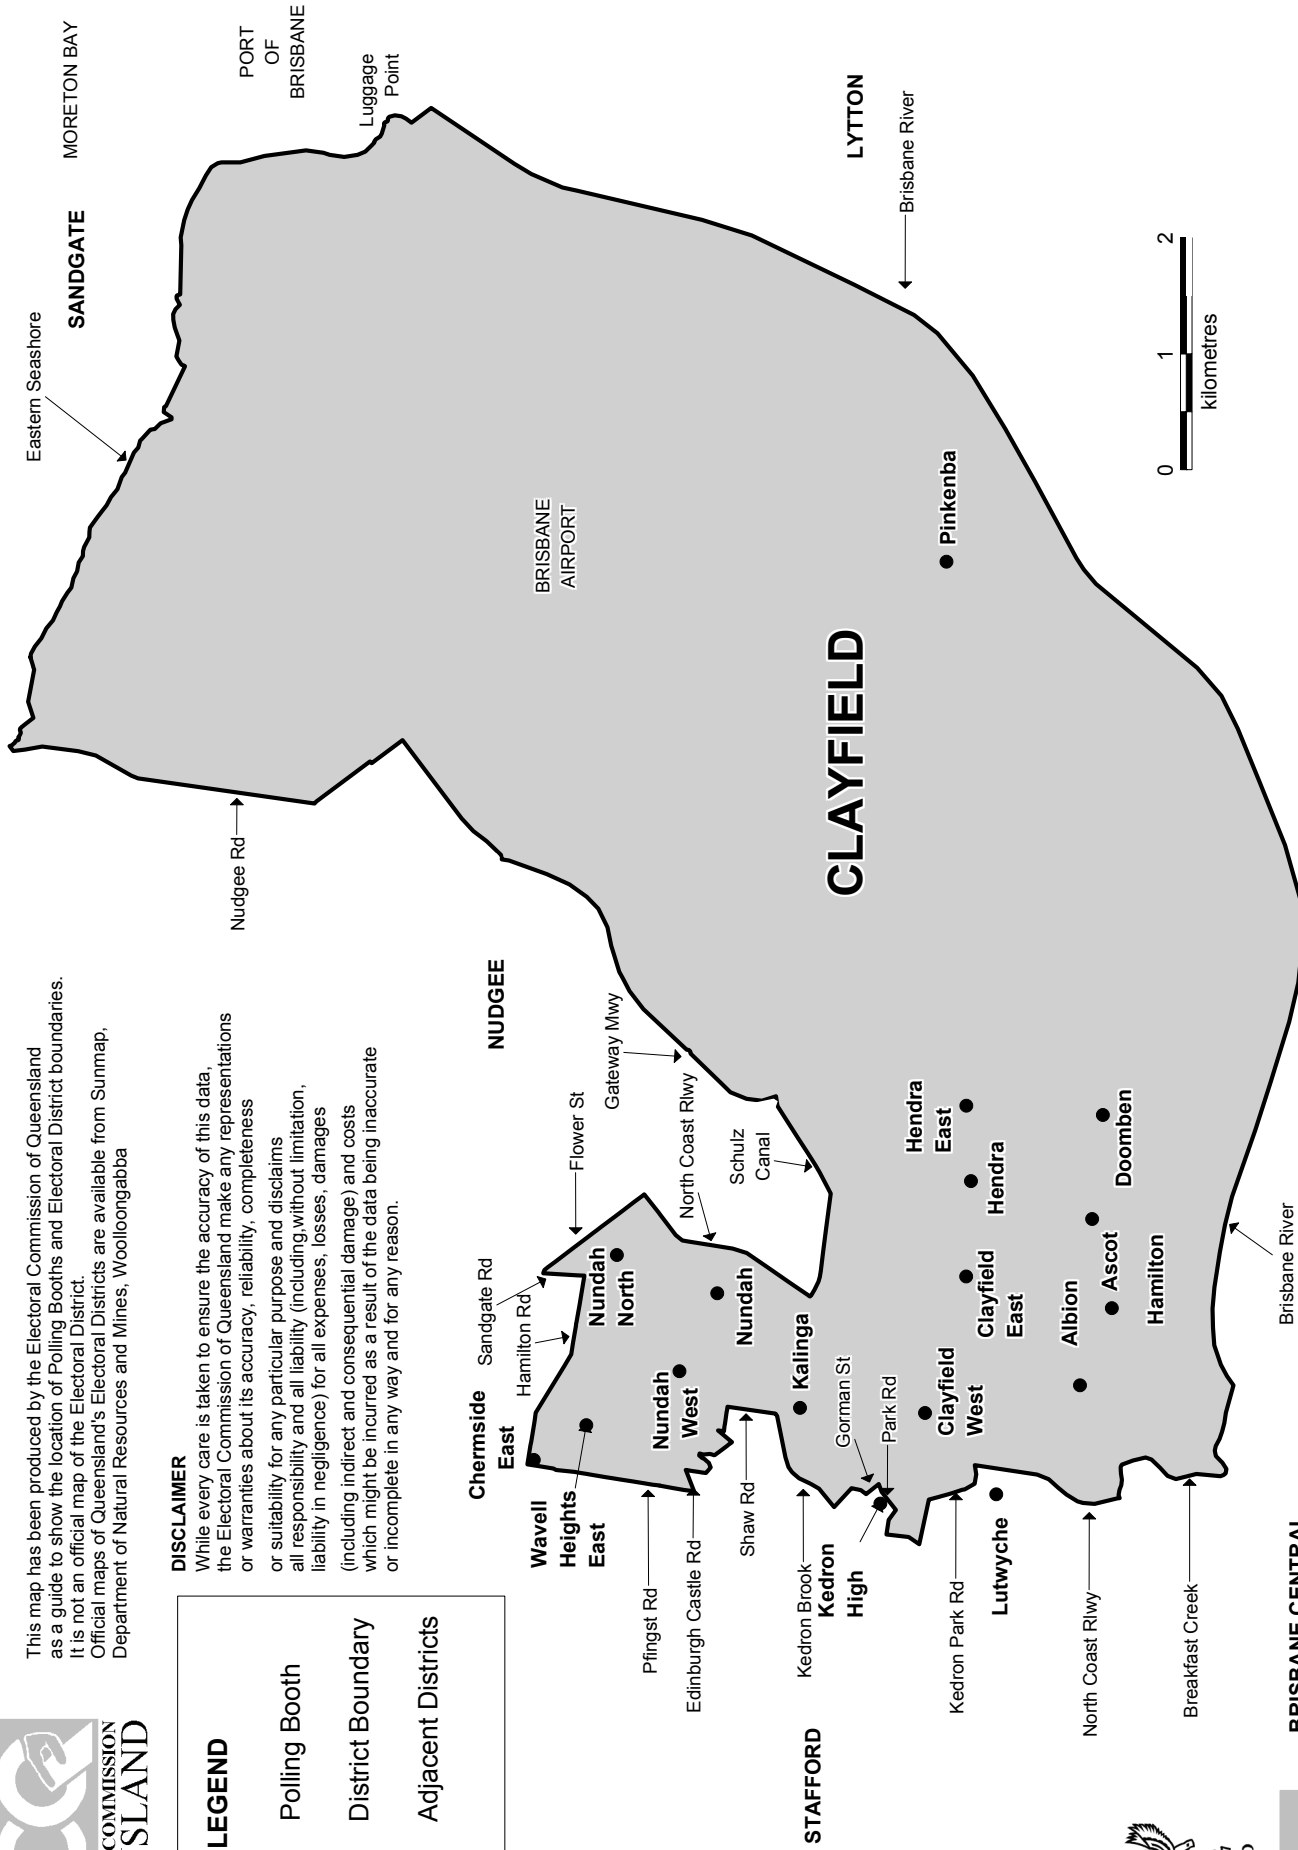 COMMISSION
SLAND
This map has been produced by the Electoral Commission of Queensland
as a guide to show the location of Polling Booths and Electoral District boundaries.
It is not an official map of the Electoral District.
Official maps of Queensland's Electoral Districts are available from Sunmap,
Department of Natural Resources and Mines, Woolloongabba
DISCLAIMER
While every care is taken to ensure the accuracy of this data,
the Electoral Commission of Queensland make any representations
or warranties about its accuracy, reliability, completeness
or suitability for any particular purpose and disclaims
all responsibility and all liability (including,without limitation,
liability in negligence) for all expenses, losses, damages
(including indirect and consequential damage) and costs
which might be incurred as a result of the data being inaccurate
or incomplete in any way and for any reason.
LEGEND
Polling Booth
District Boundary
Adjacent Districts
Eastern Seashore
SANDGATE
MORETON BAY
PORT
OF
BRISBANE
Luggage
Point
Nudgee Rd
BRISBANE
AIRPORT
NUDGEE
Gateway Mwy
Flower St
North Coast Rlwy
Schulz
Canal
Sandgate Rd
Hamilton Rd
Chermside
East
Wavell
Heights
East
Nundah
North
Nundah
West
Nundah
Pfingst Rd
Edinburgh Castle Rd
Shaw Rd
Kalinga
Kedron Brook
Kedron
High
Gorman St
Park Rd
STAFFORD
CLAYFIELD
LYTTON
Brisbane River
Pinkenba
Hendra
East
Hendra
Clayfield
East
Clayfield
West
Kedron Park Rd
Lutwyche
Albion
Ascot
Doomben
Hamilton
North Coast Rlwy
Breakfast Creek
0 1 2
kilometres
Brisbane River
BRISBANE CENTRAL